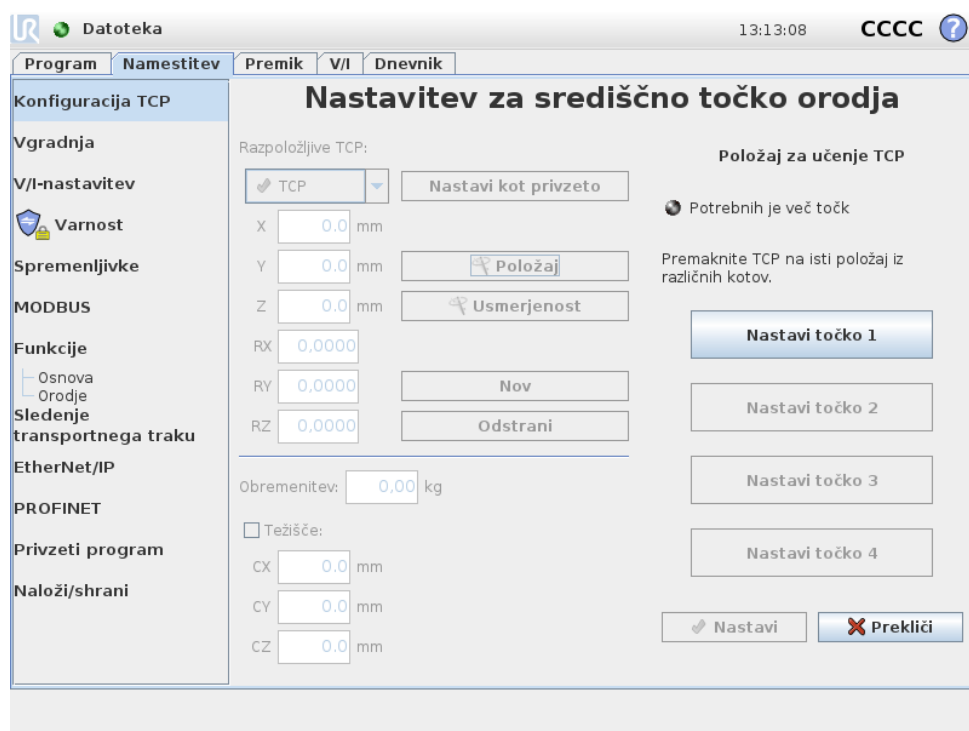 UR Datoteka 13:13:08 CCCC ?
Program Namestitev Premik V/I Dnevnik
Konfiguracija TCP
Vgradnja
V/I-nastavitev
Varnost
Spremenljivke
MODBUS
Funkcije
Osnova
Orodje
Sledenje
transportnega traku
EtherNet/IP
PROFINET
Privzeti program
Naloži/shrani
Nastavitev za središčno točko orodja
Razpoložljive TCP:
TCP Nastavi kot privzeto
X 0.0 mm
Y 0.0 mm Položaj
Z 0.0 mm Usmerjenost
RX 0,0000
RY 0,0000 Nov
RZ 0,0000 Odstrani
Obremenitev: 0,00 kg
Težišče:
CX 0.0 mm
CY 0.0 mm
CZ 0.0 mm
Položaj za učenje TCP
Potrebnih je več točk
Premaknite TCP na isti položaj iz
različnih kotov.
Nastavi točko 1
Nastavi točko 2
Nastavi točko 3
Nastavi točko 4
Nastavi Prekliči